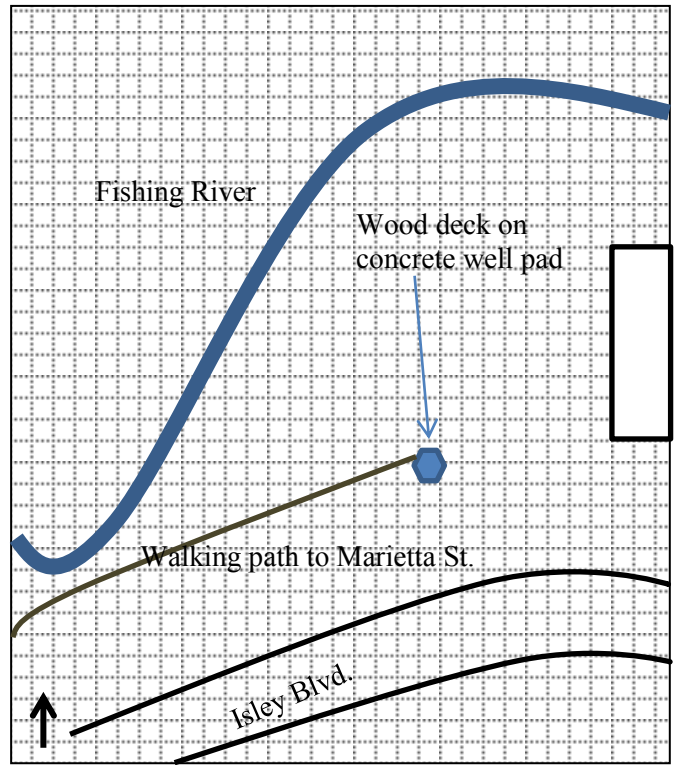 Fishing River
Wood deck on
concrete well pad
Walking path to Marietta St.
Isley Blvd.